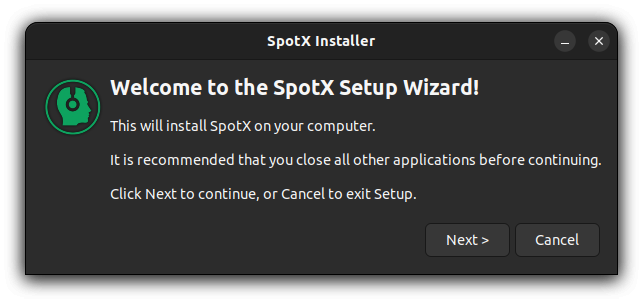 SpotX Installer
Welcome to the SpotX Setup Wizard!
This will install SpotX on your computer.
It is recommended that you close all other applications before continuing.
Click Next to continue, or Cancel to exit Setup.
Next >
Cancel